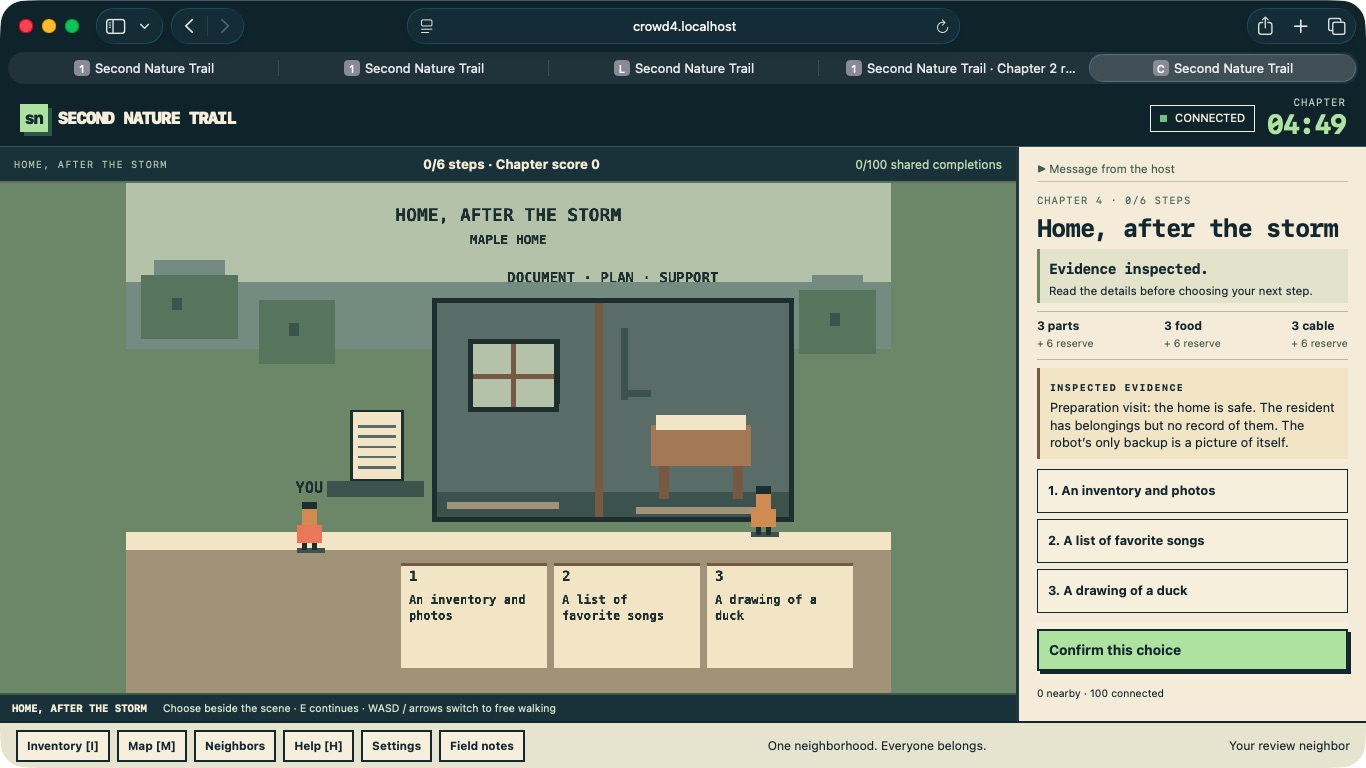 crowd4.localhost
1 Second Nature Trail
1 Second Nature Trail
L Second Nature Trail
1 Second Nature Trail · Chapter 2 r...
C Second Nature Trail
sn SECOND NATURE TRAIL
CONNECTED
CHAPTER
04:49
HOME, AFTER THE STORM
0/6 steps · Chapter score 0
0/100 shared completions
HOME, AFTER THE STORM
MAPLE HOME
DOCUMENT · PLAN · SUPPORT
YOU
1
An inventory and
photos
2
A list of
favorite songs
3
A drawing of a
duck
HOME, AFTER THE STORM
Choose beside the scene · E continues · WASD / arrows switch to free walking
Message from the host
CHAPTER 4 · 0/6 STEPS
Home, after the storm
Evidence inspected.
Read the details before choosing your next step.
3 parts
+ 6 reserve
3 food
+ 6 reserve
3 cable
+ 6 reserve
INSPECTED EVIDENCE
Preparation visit: the home is safe. The resident
has belongings but no record of them. The
robot’s only backup is a picture of itself.
1. An inventory and photos
2. A list of favorite songs
3. A drawing of a duck
Confirm this choice
0 nearby · 100 connected
Inventory [I]
Map [M]
Neighbors
Help [H]
Settings
Field notes
One neighborhood. Everyone belongs.
Your review neighbor